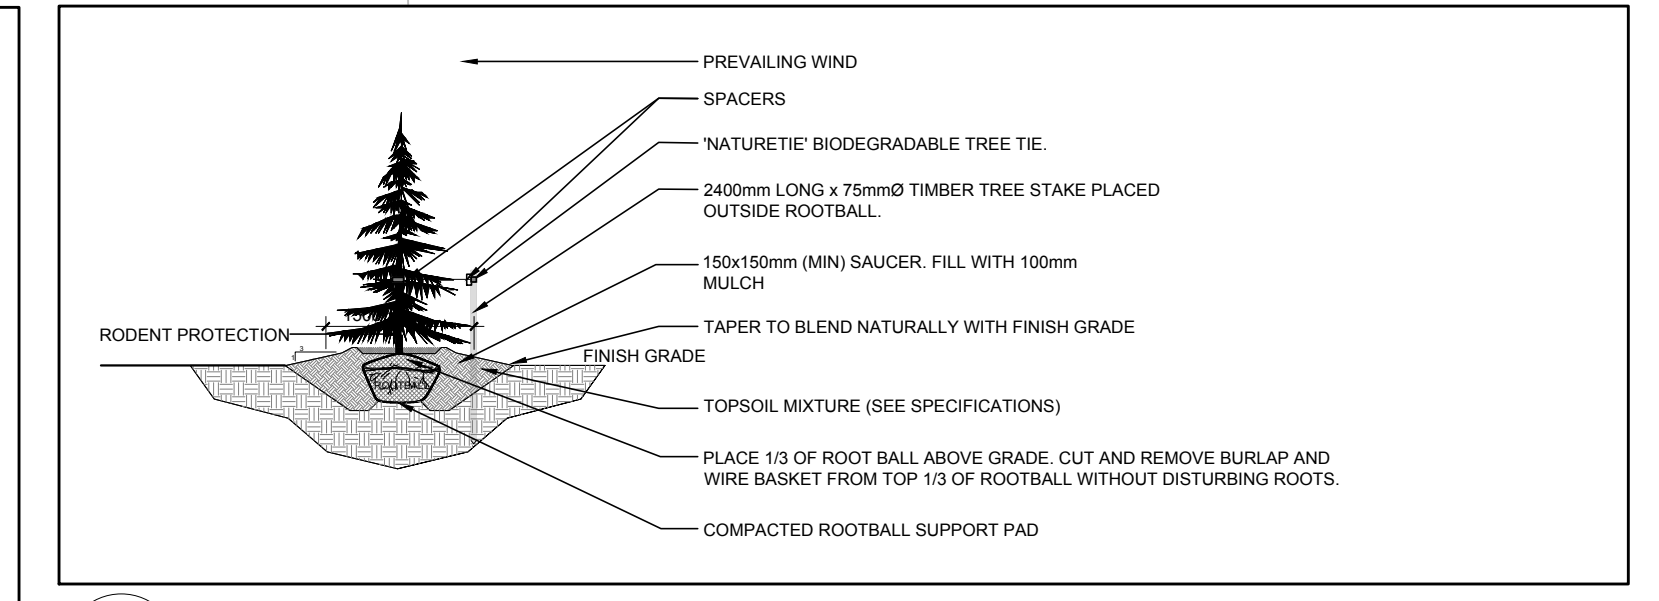 PREVAILING WIND
SPACERS
'NATURETIE' BIODEGRADABLE TREE TIE.
2400mm LONG x 75mmØ TIMBER TREE STAKE PLACED
OUTSIDE ROOTBALL.
150x150mm (MIN) SAUCER. FILL WITH 100mm
MULCH
TAPER TO BLEND NATURALLY WITH FINISH GRADE
RODENT PROTECTION
3
1
FINISH GRADE
ROOTBALL
TOPSOIL MIXTURE (SEE SPECIFICATIONS)
PLACE 1/3 OF ROOT BALL ABOVE GRADE. CUT AND REMOVE BURLAP AND
WIRE BASKET FROM TOP 1/3 OF ROOTBALL WITHOUT DISTURBING ROOTS.
COMPACTED ROOTBALL SUPPORT PAD